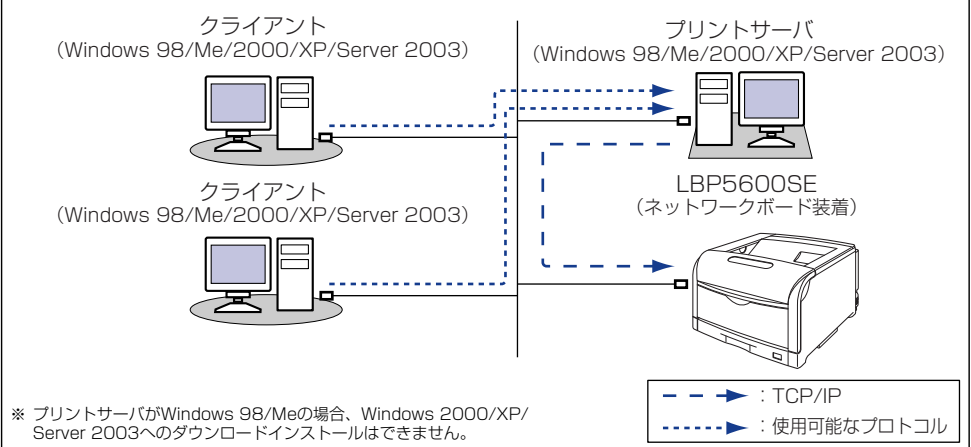 クライアント
(Windows 98/Me/2000/XP/Server 2003)
プリントサーバ
(Windows 98/Me/2000/XP/Server 2003)
クライアント
(Windows 98/Me/2000/XP/Server 2003)
LBP5600SE
(ネットワークボード装着)
※ プリントサーバがWindows 98/Meの場合、Windows 2000/XP/
Server 2003へのダウンロードインストールはできません。
：TCP/IP
：使用可能なプロトコル